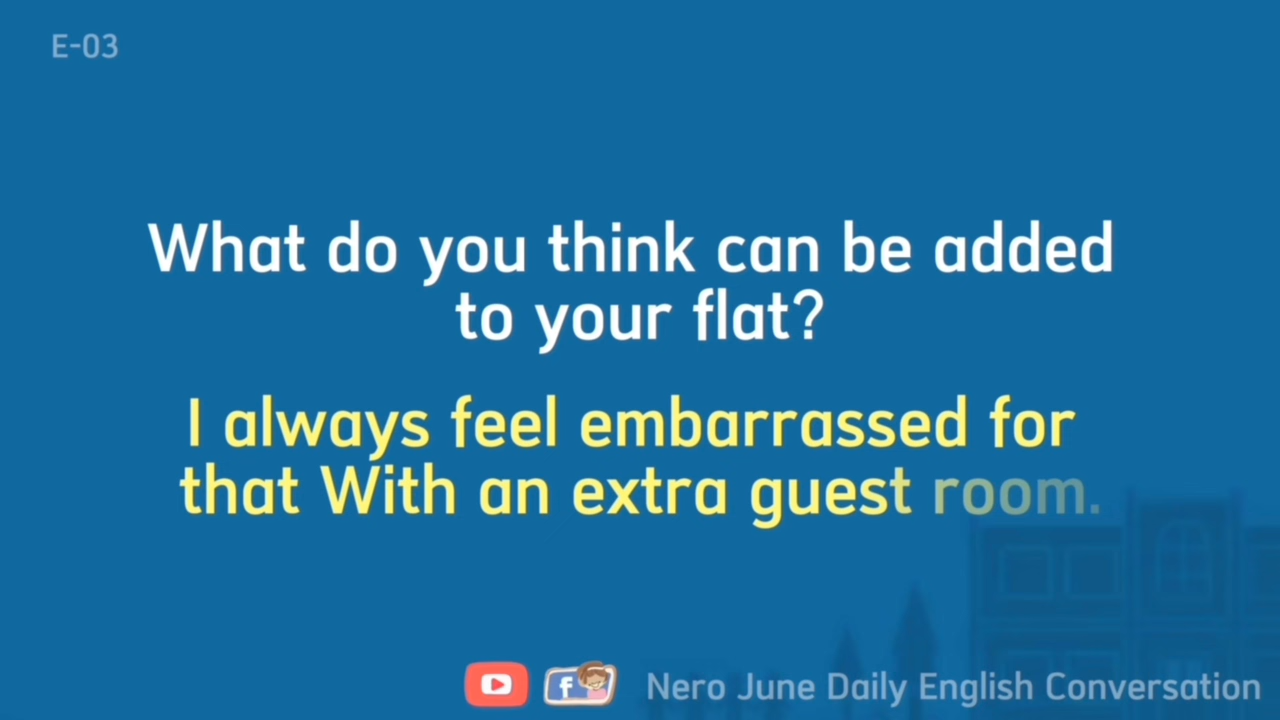 E-03
What do you think can be added
to your flat?
I always feel embarrassed for
that With an extra guest room.
Nero June Daily English Conversation